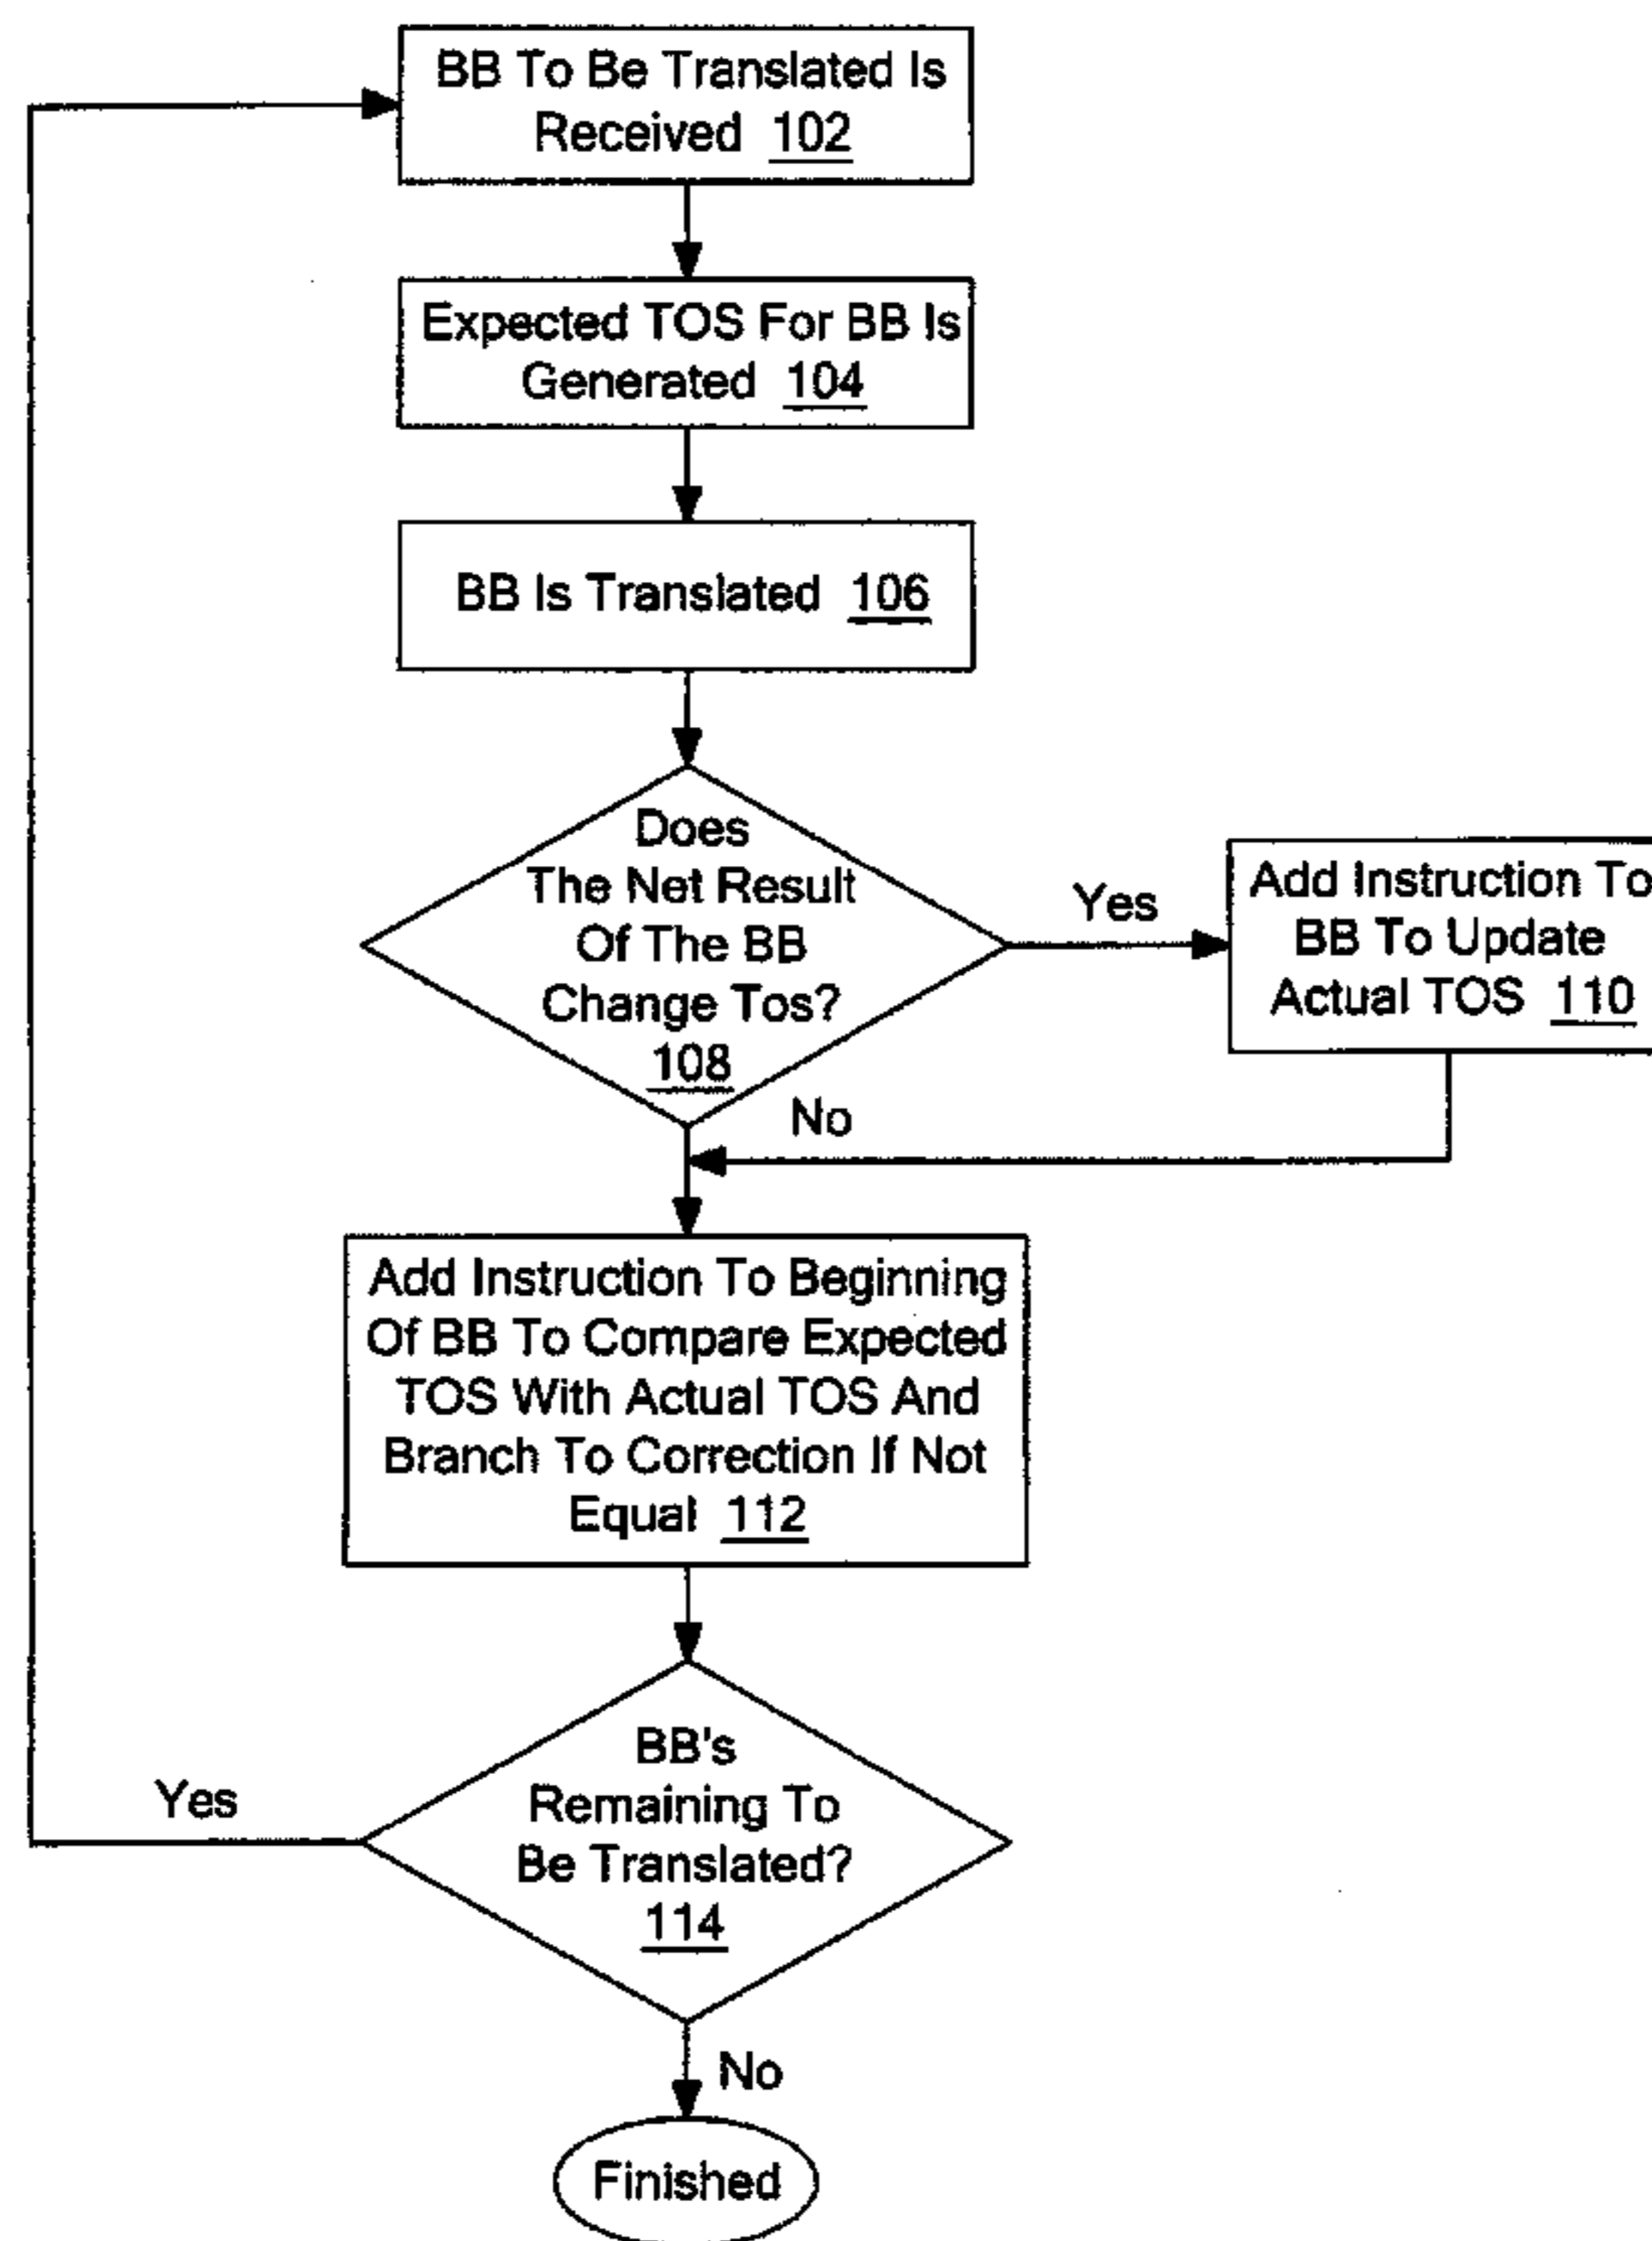 BB To Be Translated Is
Received 102
Expected TOS For BB Is
Generated 104
BB Is Translated 106
Does
The Net Result
Of The BB
Change Tos?
108
Yes
Add Instruction To
BB To Update
Actual TOS 110
No
Add Instruction To Beginning
Of BB To Compare Expected
TOS With Actual TOS And
Branch To Correction If Not
Equal 112
BB's
Remaining To
Be Translated?
114
Yes
No
Finished